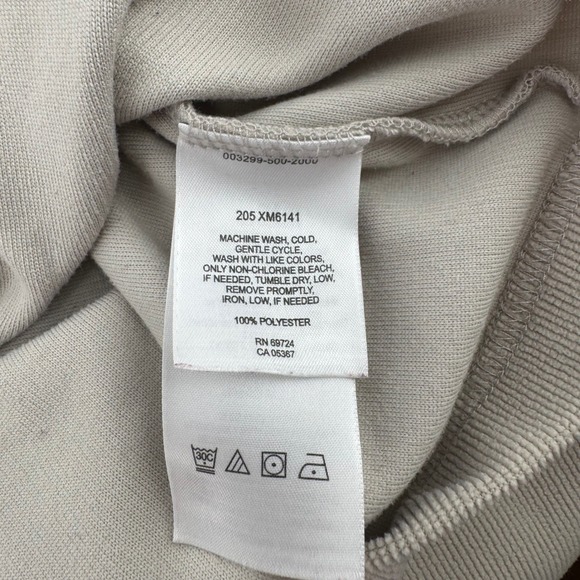 003299-500-2000
205 XM6141
MACHINE WASH, COLD,
GENTLE CYCLE,
WASH WITH LIKE COLORS,
ONLY NON-CHLORINE BLEACH,
IF NEEDED, TUMBLE DRY, LOW,
REMOVE PROMPTLY,
IRON, LOW, IF NEEDED
100% POLYESTER
RN 69724
CA 05367
30C